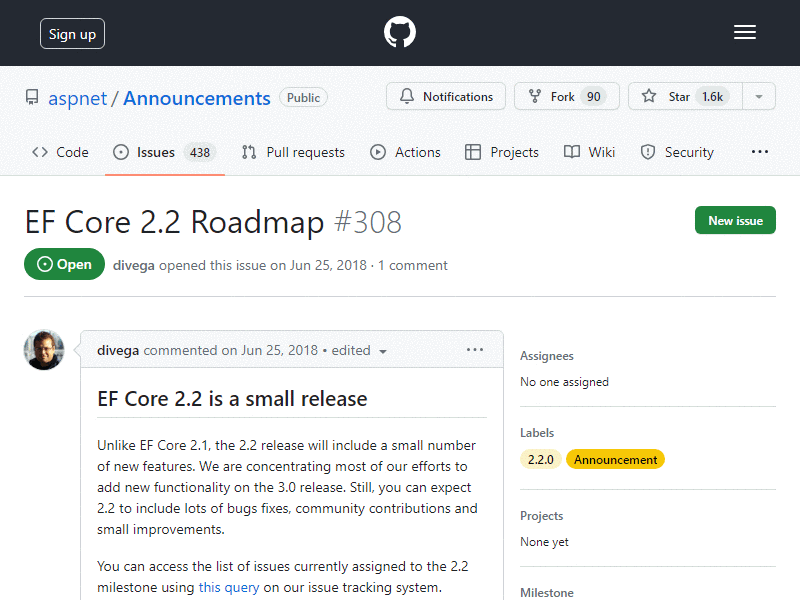 Sign up
aspnet / Announcements Public
Notifications Fork 90 Star 1.6k
Code Issues 438 Pull requests Actions Projects Wiki Security ...
EF Core 2.2 Roadmap #308
New issue
Open divega opened this issue on Jun 25, 2018 · 1 comment
divega commented on Jun 25, 2018 • edited ...
EF Core 2.2 is a small release
Unlike EF Core 2.1, the 2.2 release will include a small number
of new features. We are concentrating most of our efforts to
add new functionality on the 3.0 release. Still, you can expect
2.2 to include lots of bugs fixes, community contributions and
small improvements.
You can access the list of issues currently assigned to the 2.2
milestone using this query on our issue tracking system.
Assignees
No one assigned
Labels
2.2.0 Announcement
Projects
None yet
Milestone